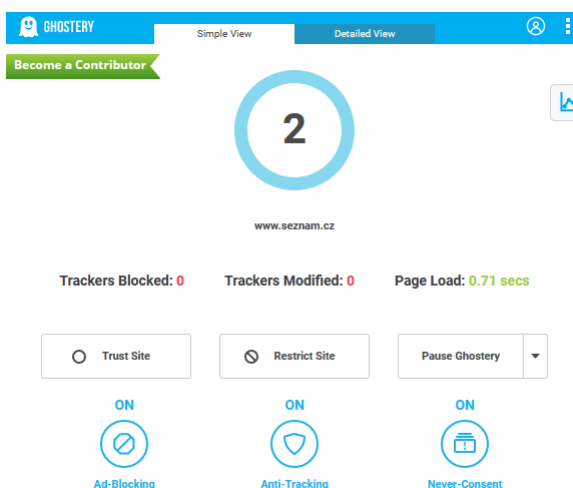 GHOSTERY
Simple View
Detailed View
Become a Contributor
2
www.seznam.cz
Trackers Blocked: 0 Trackers Modified: 0 Page Load: 0.71 secs
Trust Site
Restrict Site
Pause Ghostery
ON ON ON
Ad-Blocking Anti-Tracking Never-Consent